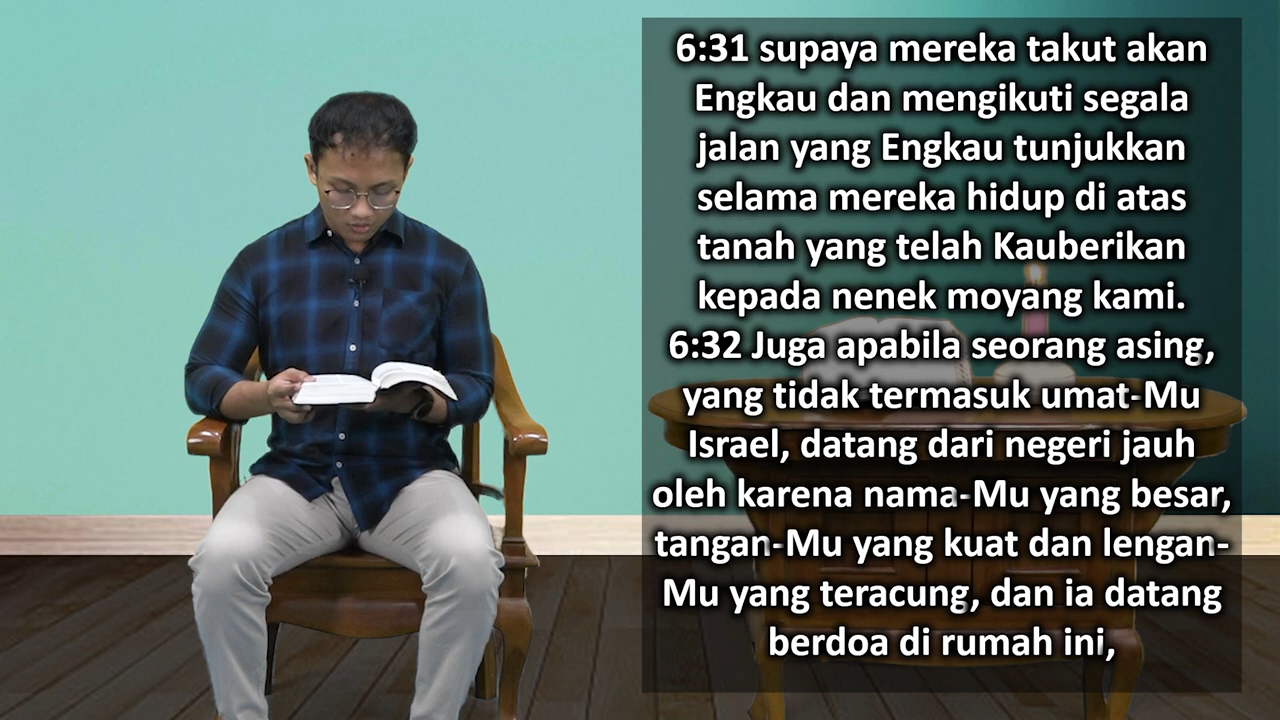 6:31 supaya mereka takut akan
Engkau dan mengikuti segala
jalan yang Engkau tunjukkan
selama mereka hidup di atas
tanah yang telah Kauberikan
kepada nenek moyang kami.
6:32 Juga apabila seorang asing,
yang tidak termasuk umat-Mu
Israel, datang dari negeri jauh
oleh karena nama-Mu yang besar,
tangan-Mu yang kuat dan lengan-
Mu yang teracung, dan ia datang
berdoa di rumah ini,